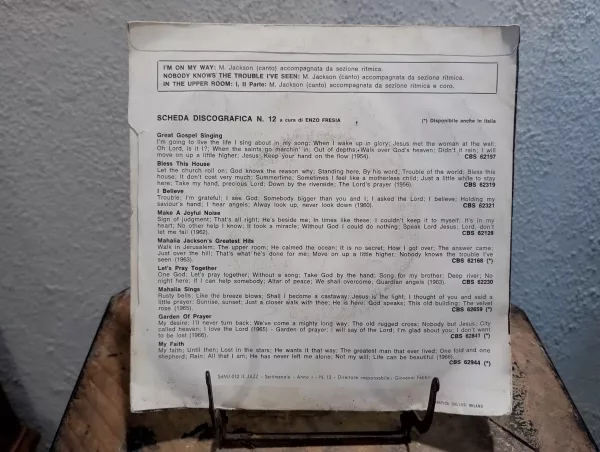 I'M ON MY WAY: M. Jackson (canto) accompagnata da sezione ritmica.
NOBODY KNOWS THE TROUBLE I'VE SEEN: M. Jackson (canto) accompagnata da sezione ritmica.
IN THE UPPER ROOM: I, II Parte: M. Jackson (canto) accompagnata da sezione ritmica e coro.
SCHEDA DISCOGRAFICA N. 12 a cura di ENZO FRESIA (*) Disponibile anche in Italia
Great Gospel Singing
I'm going to live the life I sing about in my song; When I wake up in glory; Jesus met the woman at the well;
Oh Lord, is it I?; When the saints go marchin' in; Out of depths; Walk over God's heaven; Didn't it rain; I will
move on up a little higher; Jesus; Keep your hand on the flow (1954). CBS 62197
Bless This House
Let the church roll on; God knows the reason why; Standing here, By his word; Trouble of the world; Bless this
house, It don't cost very much; Summertime; Sometimes I feel like a motherless child; Just a little while to stay
here; Take my hand, precious Lord; Down by the riverside; The Lord's prayer (1956). CBS 62319
I Believe
Trouble; I'm grateful; I see God; Somebody bigger than you and I; I asked the Lord; I believe; Holding my
saviour's hand; I hear angels; Alway look up, never look down (1960). CBS 62321
Make A Joyful Noise
Sign of judgment; That's all right; He's beside me; In times like these; I couldn't keep it to myself; It's in my
heart; No other help I know; It took a miracle; Without God I could do nothing; Speak Lord Jesus; Lord, don't
let me fail (1962). CBS 62128
Mahalia Jackson's Greatest Hits
Walk in Jerusalem; The upper room; He calmed the ocean; It is no secret; How I got over; The answer came;
Just over the hill; That's what he's done for me; Move on up a little higher; Nobody knows the trouble I've
seen (1963). CBS 62168 (*)
Let's Pray Together
One God; Let's pray together; Without a song; Take God by the hand; Song for my brother; Deep river; No
night here; If I can help somebody; Altar of peace; We shall overcome; Guardian angels (1963). CBS 62230
Mahalia Sings
Rusty bells; Like the breeze blows; Shall I become a castaway; Jesus is the light; I thought of you and said a
little prayer; Sunrise, sunset; Just a closer walk with thee; He is here; God speaks; This old building; The velvet
rose (1965). CBS 62659 (*)
Garden Of Prayer
My desire; I'll never turn back; We've come a mighty long way; The old rugged cross; Nobody but Jesus; City
called heaven; I love the Lord (1965) - Garden of prayer; I will say of the Lord; I'm glad about you; I don't want
to be lost (1966). CBS 62841 (*)
My Faith
My faith; Until then; Lost in the stars; He wants it that way; The greatest man that ever lived; One fold and one
shepherd; Rain; All that I am; He has never left me alone; Not my will; Life can be beautiful (1966).
CBS 62944 (*)
IL JAZZ - Settimanale - Anno I - N. 12 - Direttore responsabile: Giovanni
MILANO